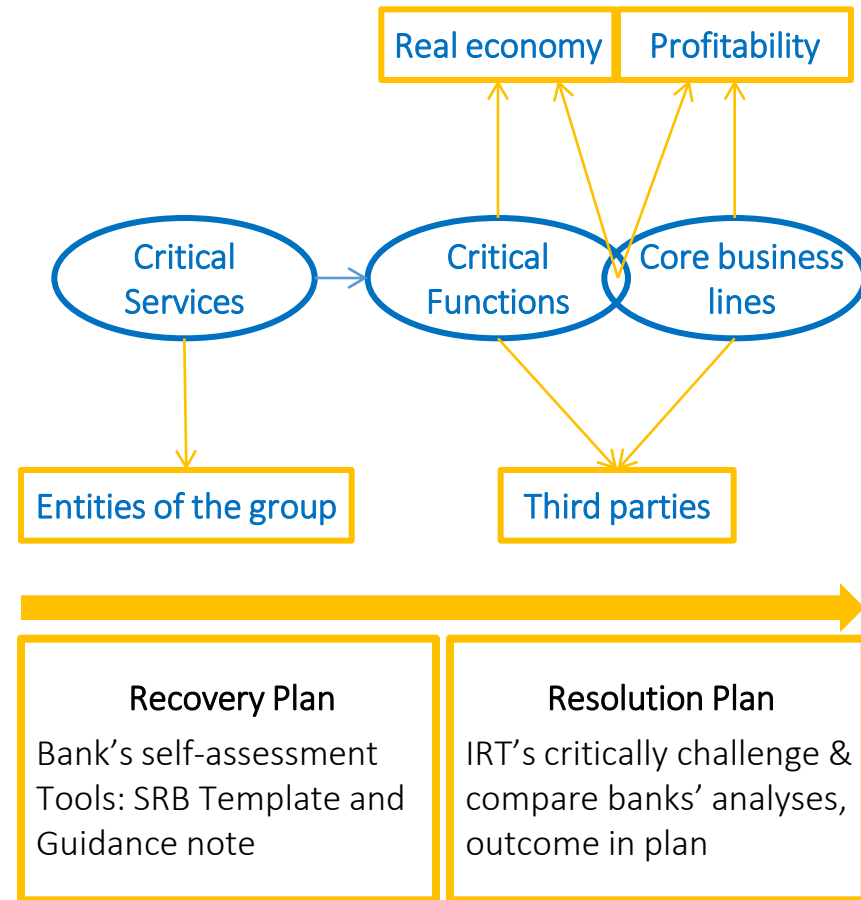 Real economy
Profitability
Critical
Services
Critical
Functions
Core business
lines
Entities of the group
Third parties
Recovery Plan
Bank’s self-assessment
Tools: SRB Template and
Guidance note
Resolution Plan
IRT’s critically challenge &
compare banks’ analyses,
outcome in plan